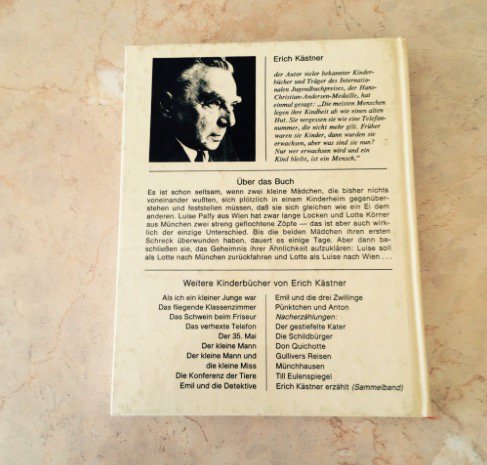 Erich Kästner
der Autor vieler bekannter Kinder-
bücher und Träger des Internatio-
nalen Jugendbuchpreises, der Hans-
Christian-Andersen-Medaille, hat
einmal gesagt: „Die meisten Menschen
legen ihre Kindheit ab wie einen alten
Hut. Sie vergessen sie wie eine Telefon-
nummer, die nicht mehr gilt. Früher
waren sie Kinder, dann wurden sie
erwachsen, aber was sind sie nun?
Nur wer erwachsen wird und ein
Kind bleibt, ist ein Mensch.“
Über das Buch
Es ist schon seltsam, wenn zwei kleine Mädchen, die bisher nichts
voneinander wußten, sich plötzlich in einem Kinderheim gegenüber-
stehen und feststellen müssen, daß sie sich gleichen wie ein Ei dem
anderen. Luise Palfy aus Wien hat zwar lange Locken und Lotte Körner
aus München zwei streng geflochtene Zöpfe — das ist aber auch wirk-
lich der einzige Unterschied. Bis die beiden Mädchen ihren ersten
Schreck überwunden haben, dauert es einige Tage. Aber dann be-
schließen sie, das Geheimnis ihrer Ähnlichkeit aufzuklären: Luise soll
als Lotte nach München zurückfahren und Lotte als Luise nach Wien . . .
Weitere Kinderbücher von Erich Kästner
Als ich ein kleiner Junge war
Das fliegende Klassenzimmer
Das Schwein beim Friseur
Das verhexte Telefon
Der 35. Mai
Der kleine Mann
Der kleine Mann und
die kleine Miss
Die Konferenz der Tiere
Emil und die Detektive
Emil und die drei Zwillinge
Pünktchen und Anton
Nacherzählungen:
Der gestiefelte Kater
Die Schildbürger
Don Quichotte
Gullivers Reisen
Münchhausen
Till Eulenspiegel
Erich Kästner erzählt (Sammelband)